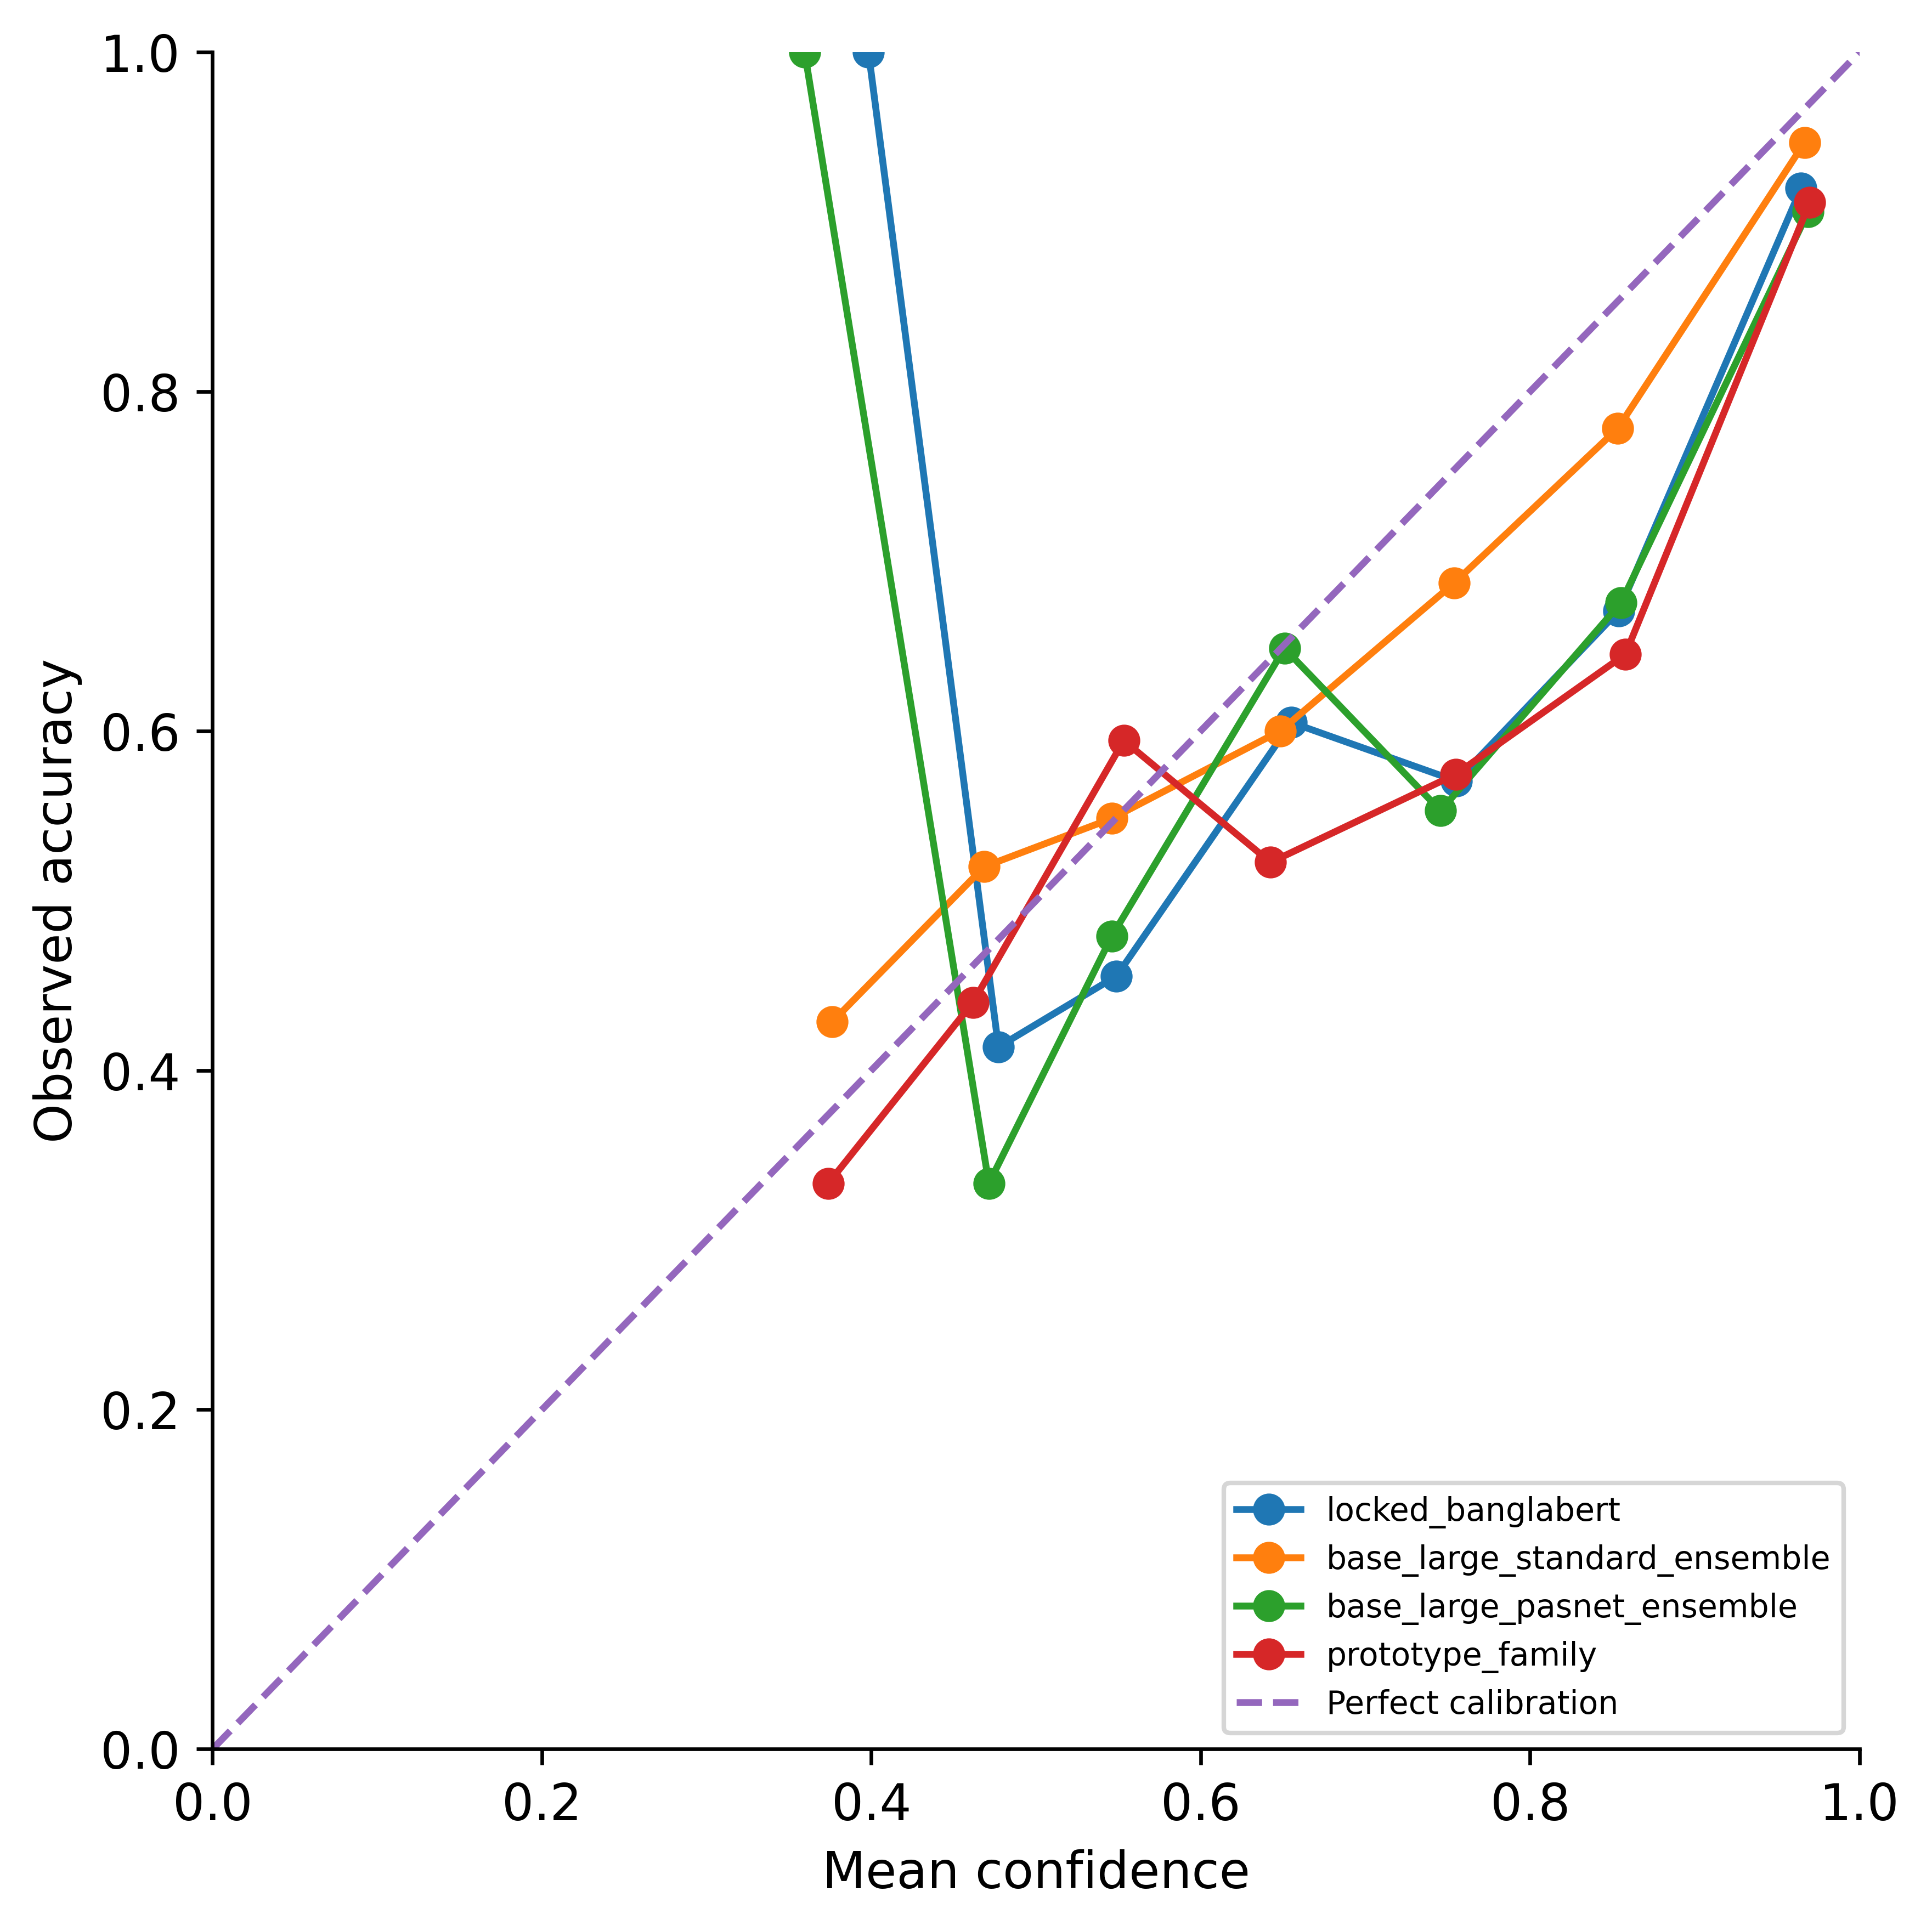 1.0
0.8
0.6
0.4
0.2
0.0
Observed accuracy
0.0 0.2 0.4 0.6 0.8 1.0
Mean confidence
locked_banglabert
base_large_standard_ensemble
base_large_pasnet_ensemble
prototype_family
Perfect calibration